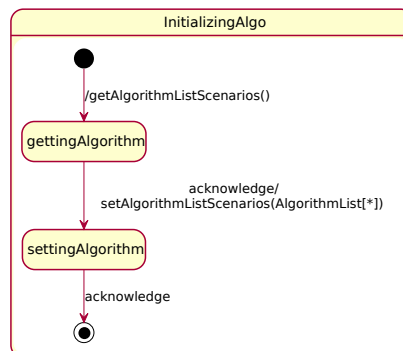 InitializingAlgo
/getAlgorithmListScenarios()
gettingAlgorithm
acknowledge/
setAlgorithmListScenarios(AlgorithmList[*])
settingAlgorithm
acknowledge